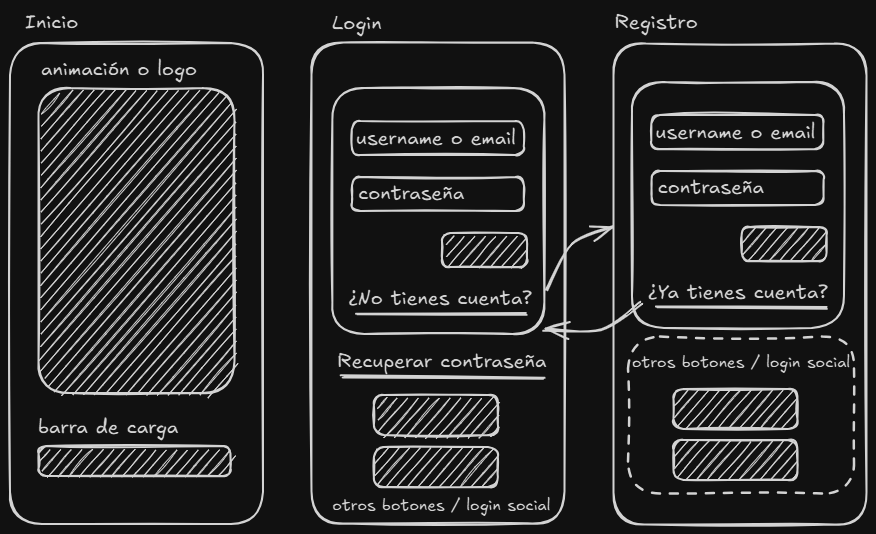 Inicio
animación o logo
barra de carga
Login
username o email
contraseña
¿No tienes cuenta?
Recuperar contraseña
otros botones / login social
Registro
username o email
contraseña
¿Ya tienes cuenta?
otros botones / login social